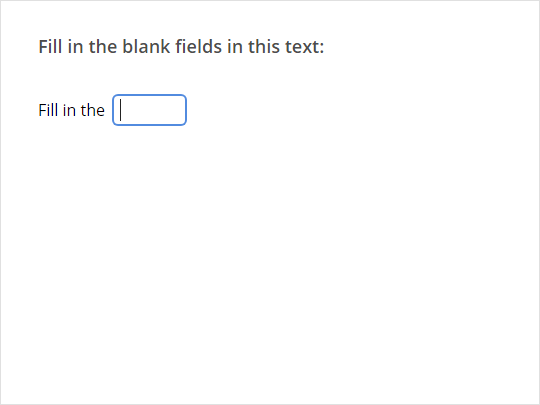 Fill in the blank fields in this text:
Fill in the